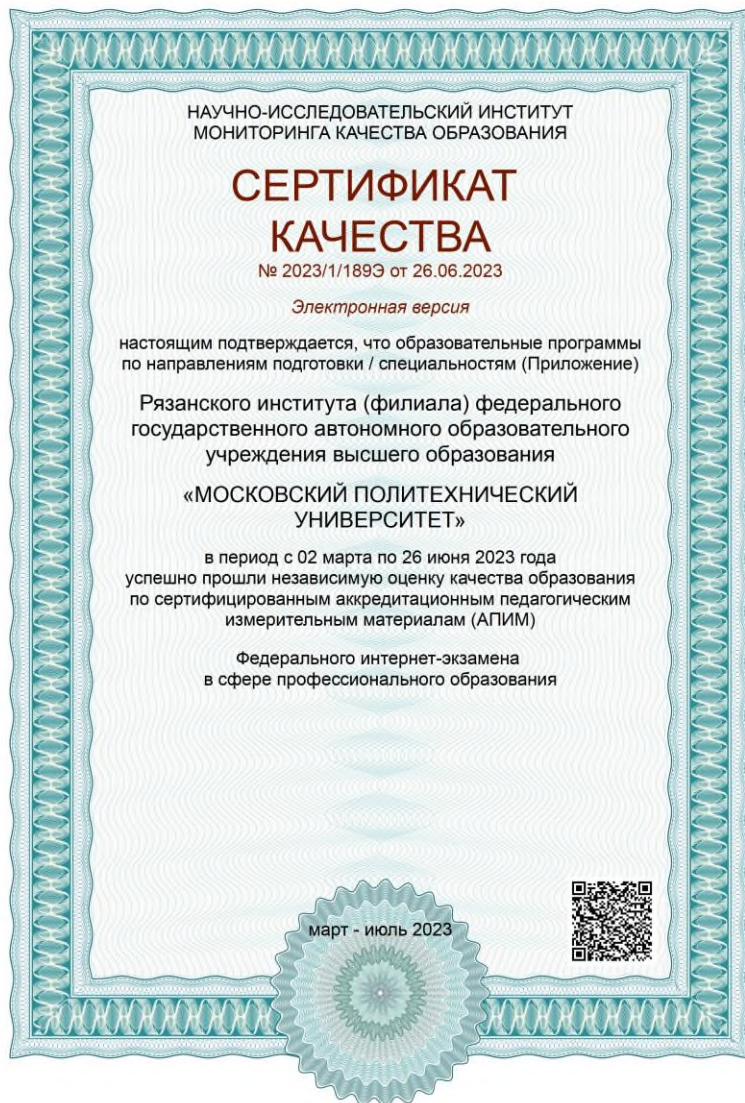 НАУЧНО-ИССЛЕДОВАТЕЛЬСКИЙ ИНСТИТУТ
МОНИТОРИНГА КАЧЕСТВА ОБРАЗОВАНИЯ
СЕРТИФИКАТ
КАЧЕСТВА
№ 2023/1/189Э от 26.06.2023
Электронная версия
настоящим подтверждается, что образовательные программы
по направлениям подготовки / специальностям (Приложение)
Рязанского института (филиала) федерального
государственного автономного образовательного
учреждения высшего образования
«МОСКОВСКИЙ ПОЛИТЕХНИЧЕСКИЙ
УНИВЕРСИТЕТ»
в период с 02 марта по 26 июня 2023 года
успешно прошли независимую оценку качества образования
по сертифицированным аккредитационным педагогическим
измерительным материалам (АПИМ)
Федерального интернет-экзамена
в сфере профессионального образования
март - июль 2023